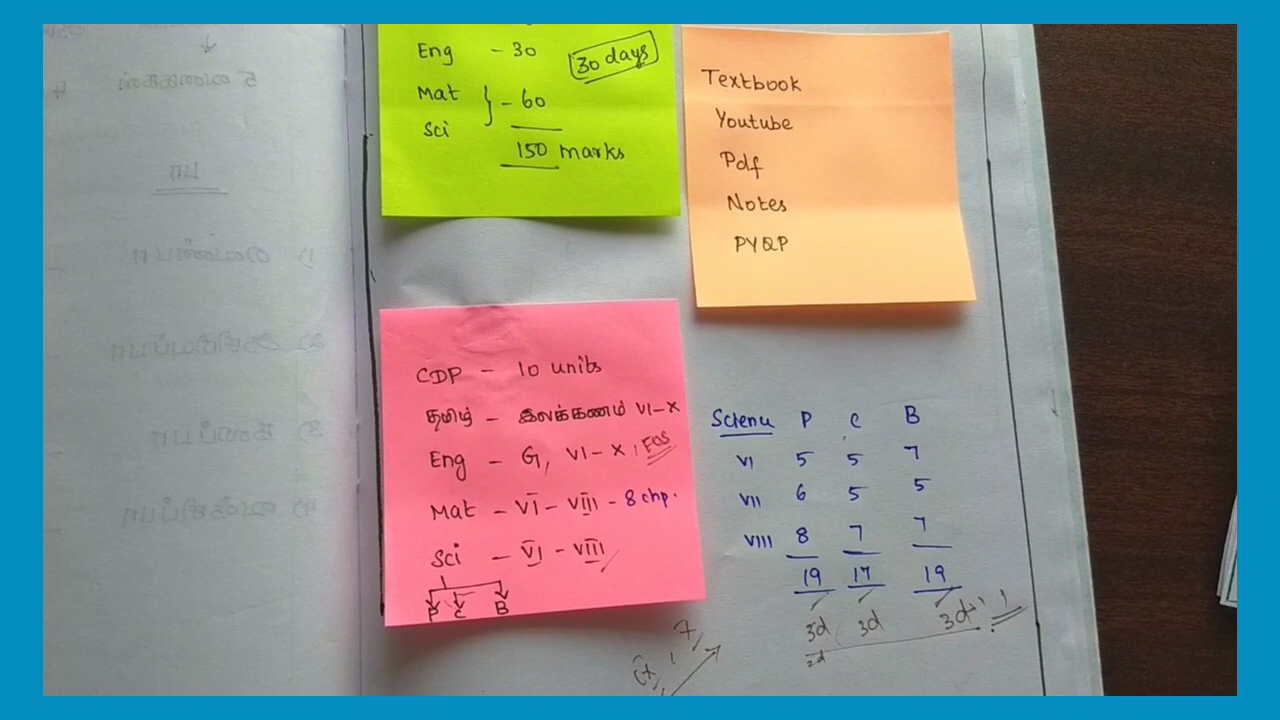 Eng - 30
30 days
Mat } - 60
Sci
150 marks
Textbook
Youtube
Pdf
Notes
PYQP
CDP - 10 units
தமிழ் - இலக்கணம் VI-X
Eng - G, VI-X, FOS
Mat - VI - VIII - 8 chp.
Sci - VI - VIII
P C B
Science P C B
VI 5 5 7
VII 6 5 5
VIII 8 7 7
19 17 19
3d 3d 3d
2d